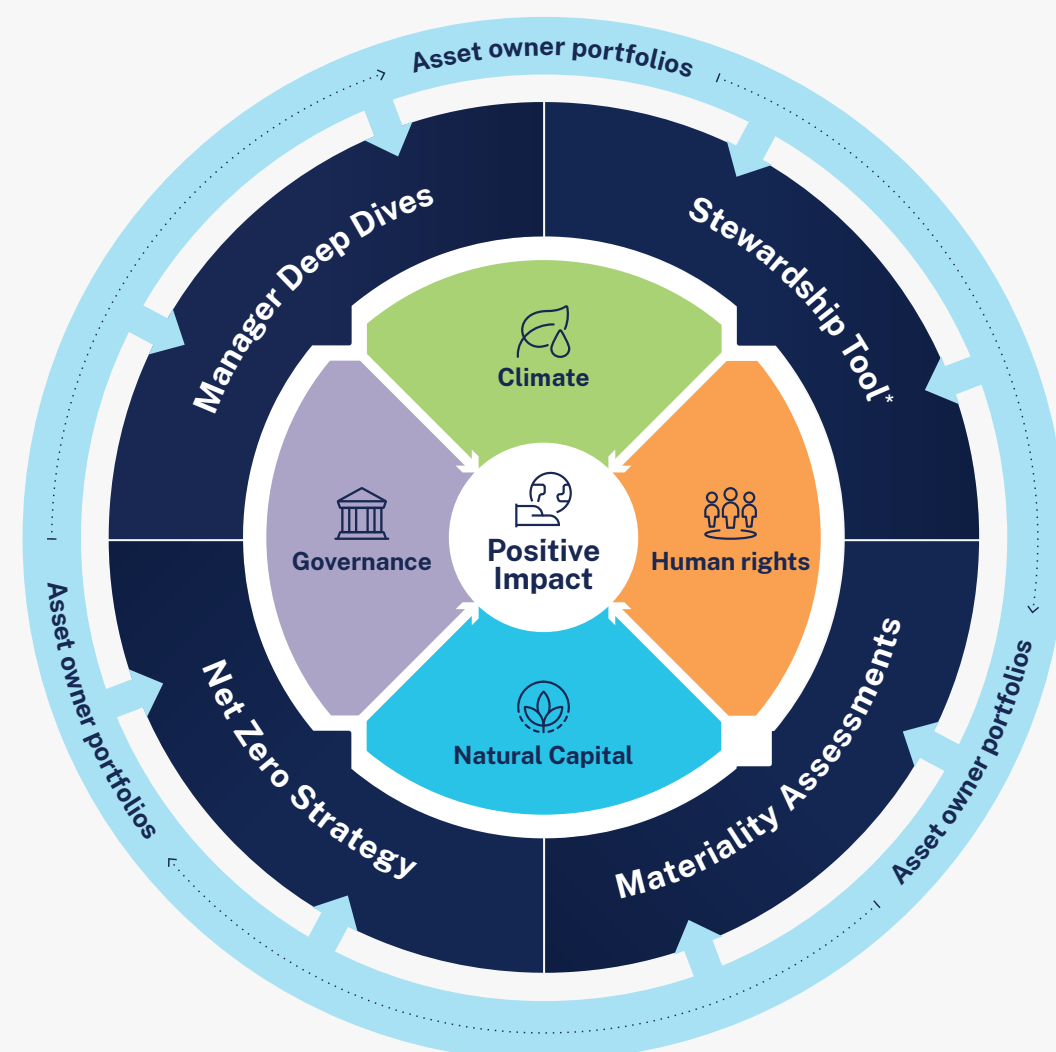 Asset owner portfolios
Manager Deep Dives
Stewardship Tool*
Climate
Governance
Positive
Impact
Human rights
Natural Capital
Net Zero Strategy
Materiality Assessments
Asset owner portfolios
Asset owner portfolios